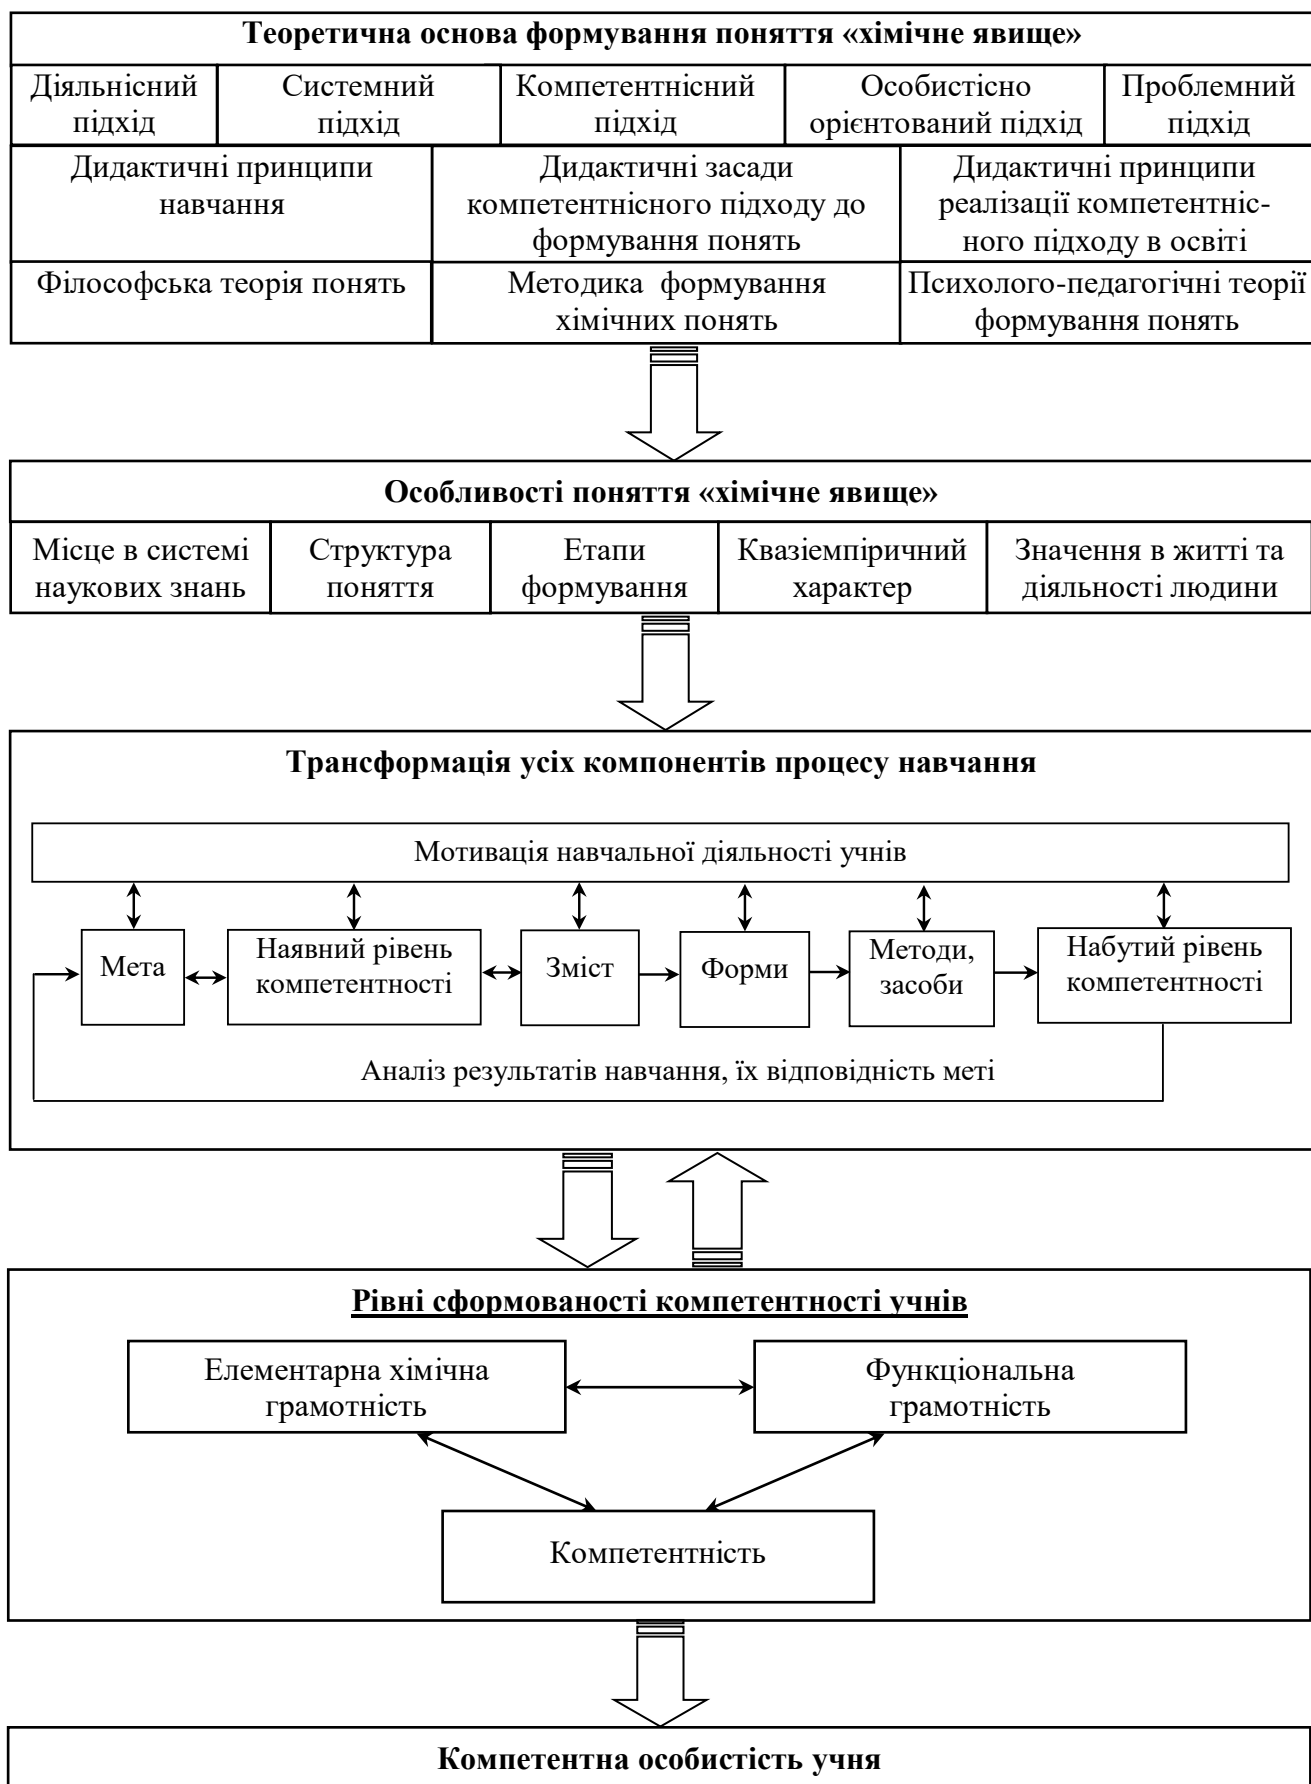 Теоретична основа формування поняття «хімічне явище»
Діяльнісний
підхід
Системний
підхід
Компетентнісний
підхід
Особистісно
орієнтований підхід
Проблемний
підхід
Дидактичні принципи
навчання
Дидактичні засади
компетентнісного підходу до
формування понять
Дидактичні принципи
реалізації компетентніс-
ного підходу в освіті
Філософська теорія понять
Методика формування
хімічних понять
Психолого-педагогічні теорії
формування понять
Особливості поняття «хімічне явище»
Місце в системі
наукових знань
Структура
поняття
Етапи
формування
Квазіемпіричний
характер
Значення в житті та
діяльності людини
Трансформація усіх компонентів процесу навчання
Мотивація навчальної діяльності учнів
Мета
Наявний рівень
компетентності
Зміст
Форми
Методи,
засоби
Набутий рівень
компетентності
Аналіз результатів навчання, їх відповідність меті
Рівні сформованості компетентності учнів
Елементарна хімічна
грамотність
Функціональна
грамотність
Компетентність
Компетентна особистість учня